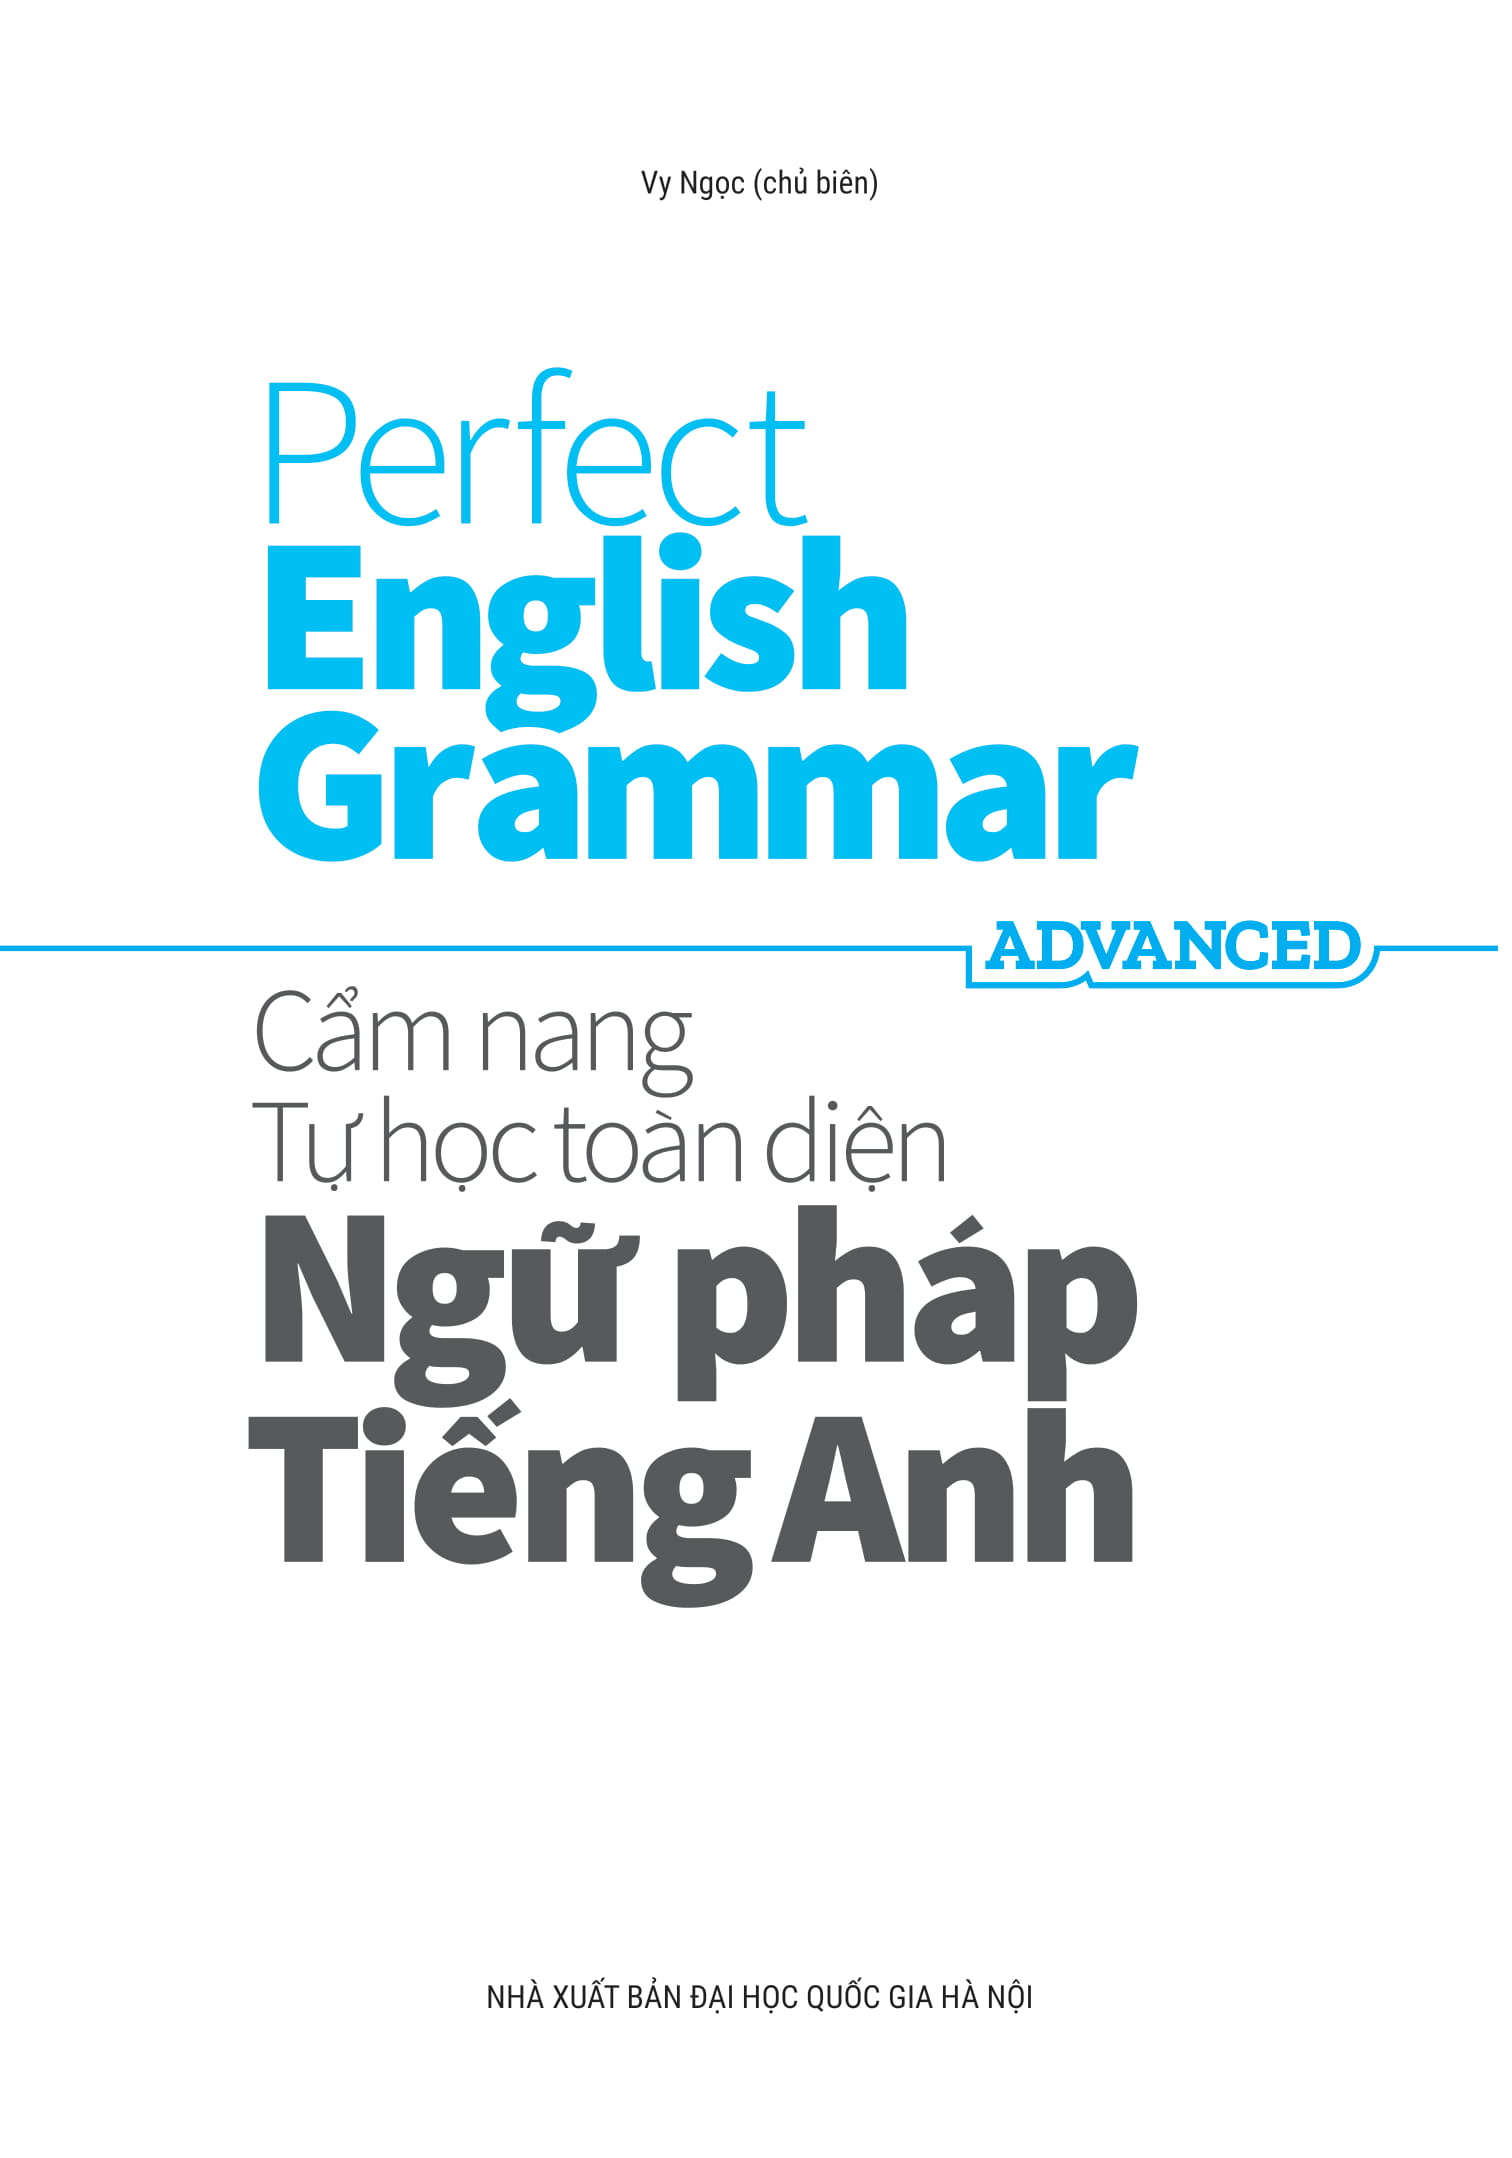 Vy Ngọc (chủ biên)
Perfect
English
Grammar
ADVANCED
Cẩm nang
Tự học toàn diện
Ngữ pháp
Tiếng Anh
NHÀ XUẤT BẢN ĐẠI HỌC QUỐC GIA HÀ NỘI